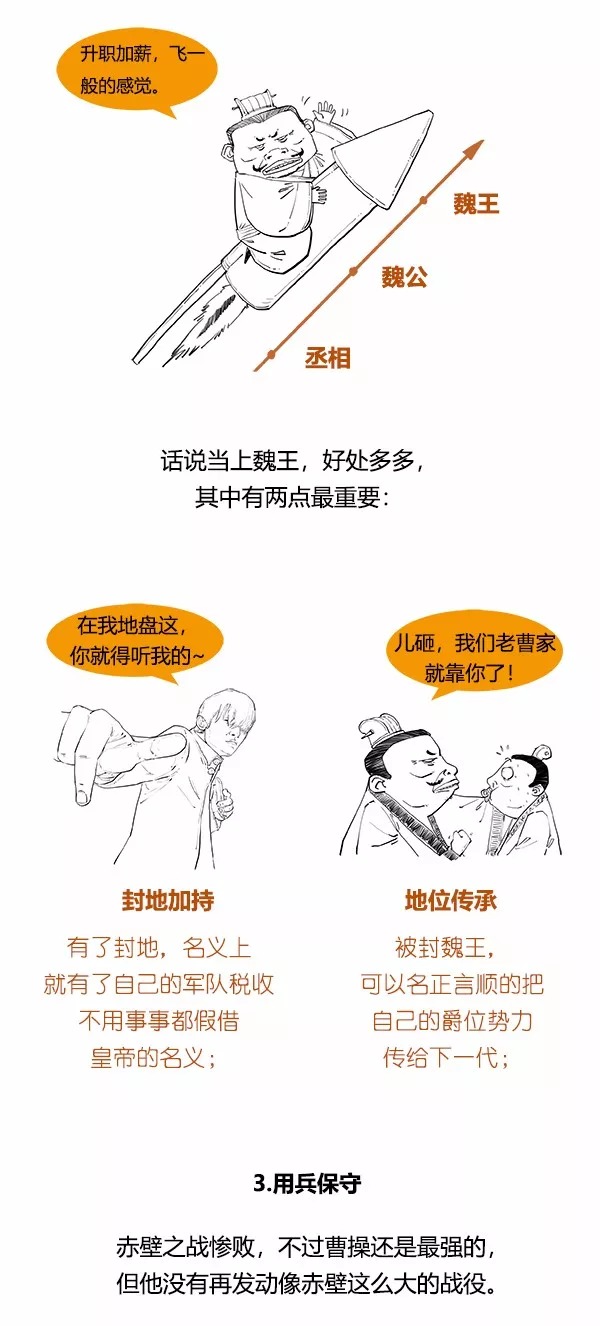 升职加薪，飞一
般的感觉。
魏王
魏公
丞相
话说当上魏王，好处多多，
其中有两点最重要：
在我地盘这，
你就得听我的~
儿砸，我们老曹家
就靠你了！
封地加持
有了封地，名义上
就有了自己的军队税收
不用事事都假借
皇帝的名义；
地位传承
被封魏王，
可以名正言顺的把
自己的爵位势力
传给下一代；
3.用兵保守
赤壁之战惨败，不过曹操还是最强的，
但他没有再发动像赤壁这么大的战役。